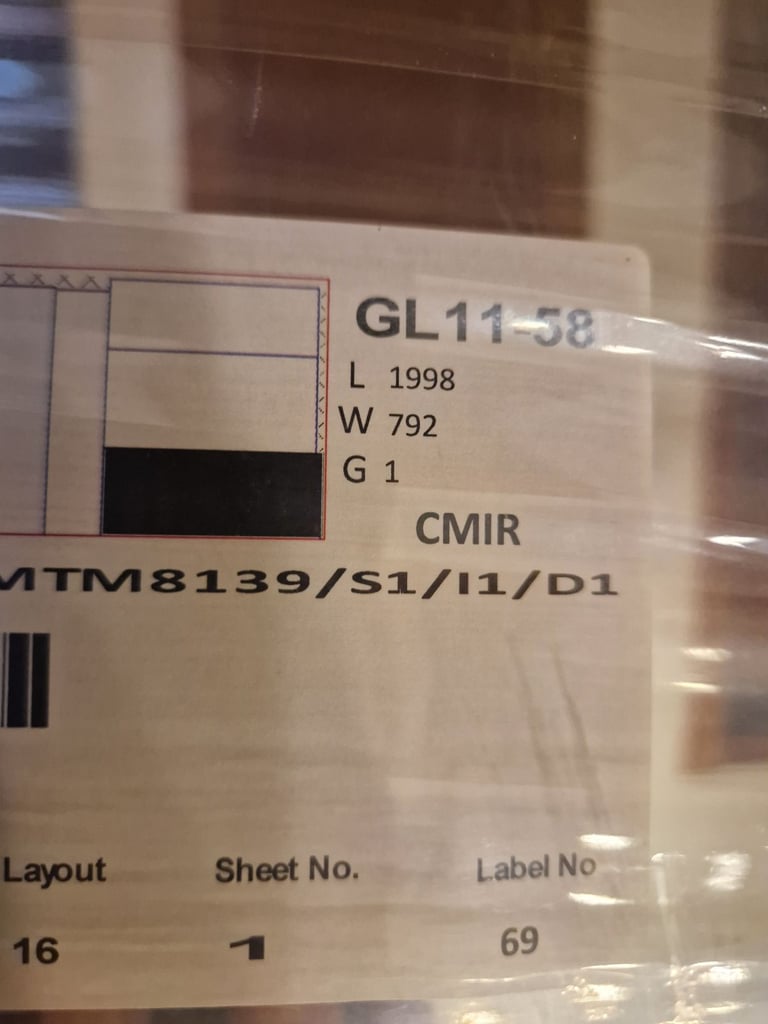 GL11-58
L 1998
W 792
G 1
CMIR
MTM8139/S1/I1/D1
Layout Sheet No. Label No
16 1 69